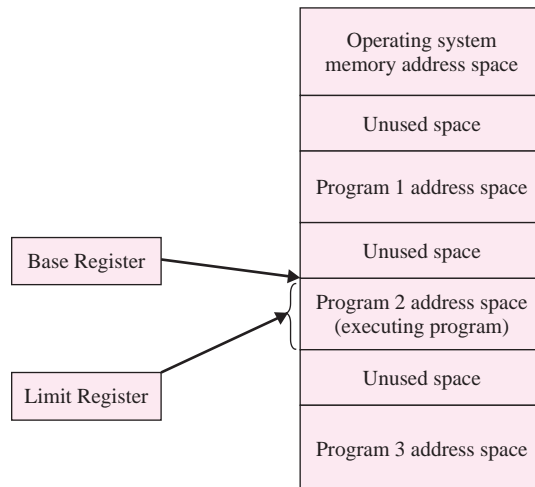 Operating system
memory address space
Unused space
Program 1 address space
Unused space
Base Register
Program 2 address space
(executing program)
Limit Register
Unused space
Program 3 address space